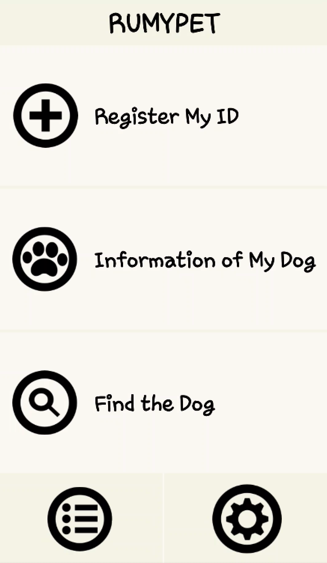 RUMYPET
Register My ID
Information of My Dog
Find the Dog